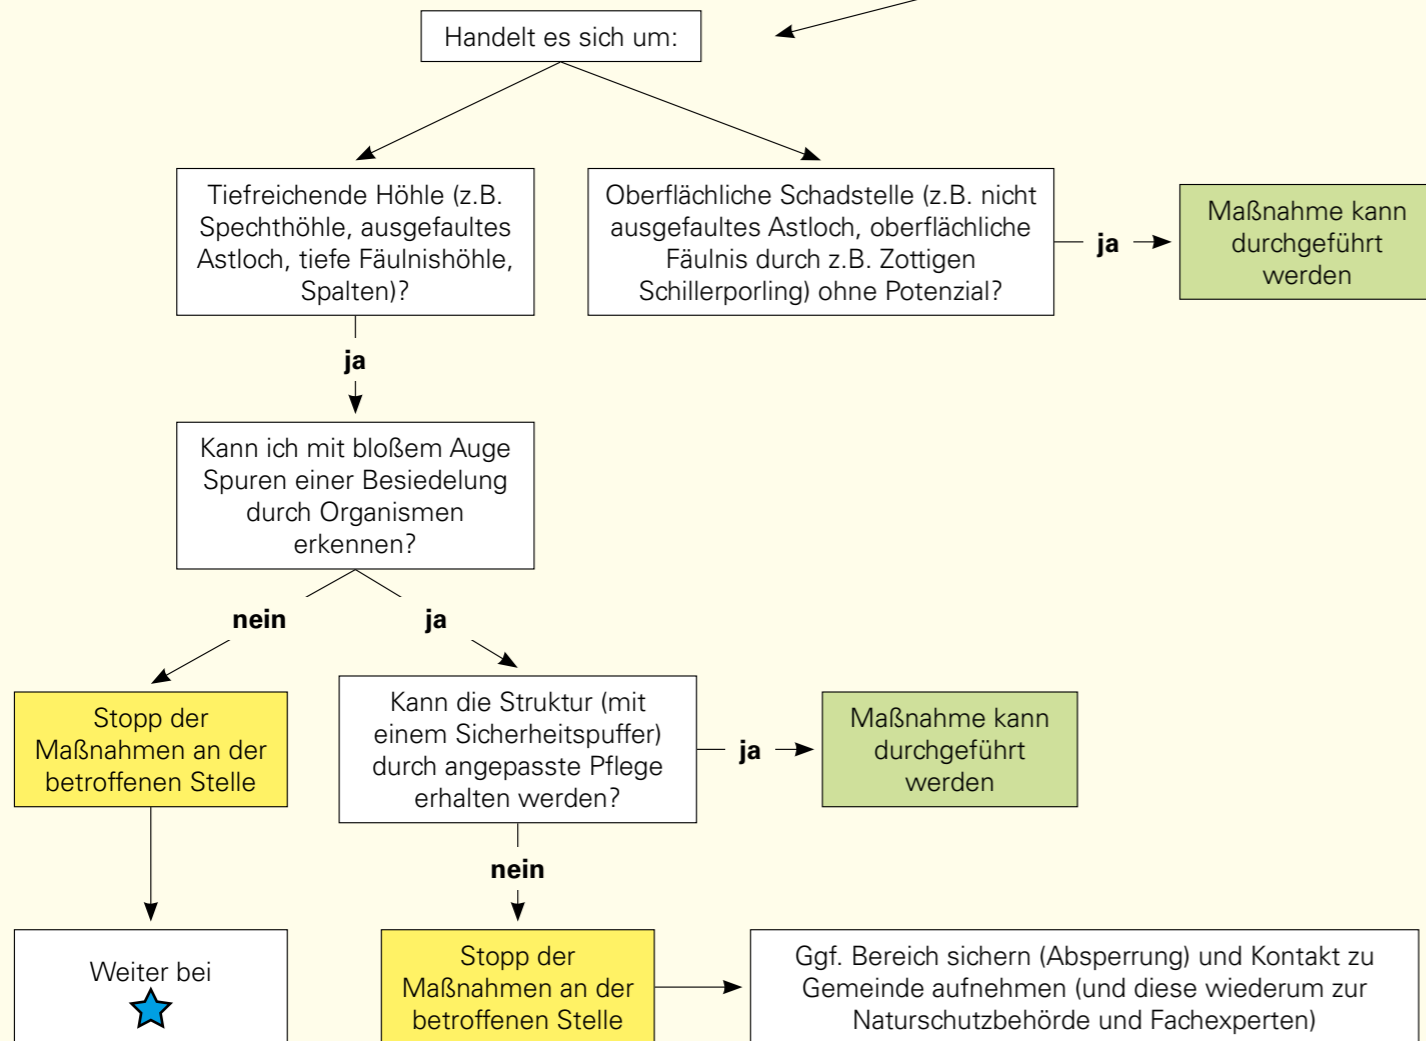 Handelt es sich um:
Tiefreichende Höhle (z.B.
Spechthöhle, ausgefaultes
Astloch, tiefe Fäulnishöhle,
Spalten)?
Oberflächliche Schadstelle (z.B. nicht
ausgefaultes Astloch, oberflächliche
Fäulnis durch z.B. Zottigen
Schillerporling) ohne Potenzial?
ja
Maßnahme kann
durchgeführt
werden
ja
Kann ich mit bloßem Auge
Spuren einer Besiedelung
durch Organismen
erkennen?
nein
ja
Stopp der
Maßnahmen an der
betroffenen Stelle
Kann die Struktur (mit
einem Sicherheitspuffer)
durch angepasste Pflege
erhalten werden?
ja
Maßnahme kann
durchgeführt
werden
nein
Weiter bei
Stopp der
Maßnahmen an der
betroffenen Stelle
Ggf. Bereich sichern (Absperrung) und Kontakt zu
Gemeinde aufnehmen (und diese wiederum zur
Naturschutzbehörde und Fachexperten)